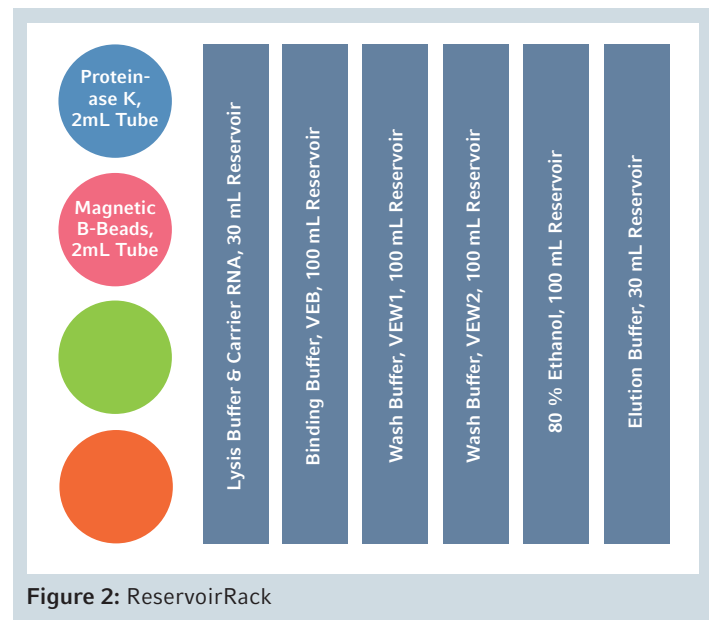 Protein-
ase K,
2mL Tube
Magnetic
B-Beads,
2mL Tube
Lysis Buffer & Carrier RNA, 30 mL Reservoir
Binding Buffer, VEB, 100 mL Reservoir
Wash Buffer, VEW1, 100 mL Reservoir
Wash Buffer, VEW2, 100 mL Reservoir
80 % Ethanol, 100 mL Reservoir
Elution Buffer, 30 mL Reservoir
Figure 2: ReservoirRack